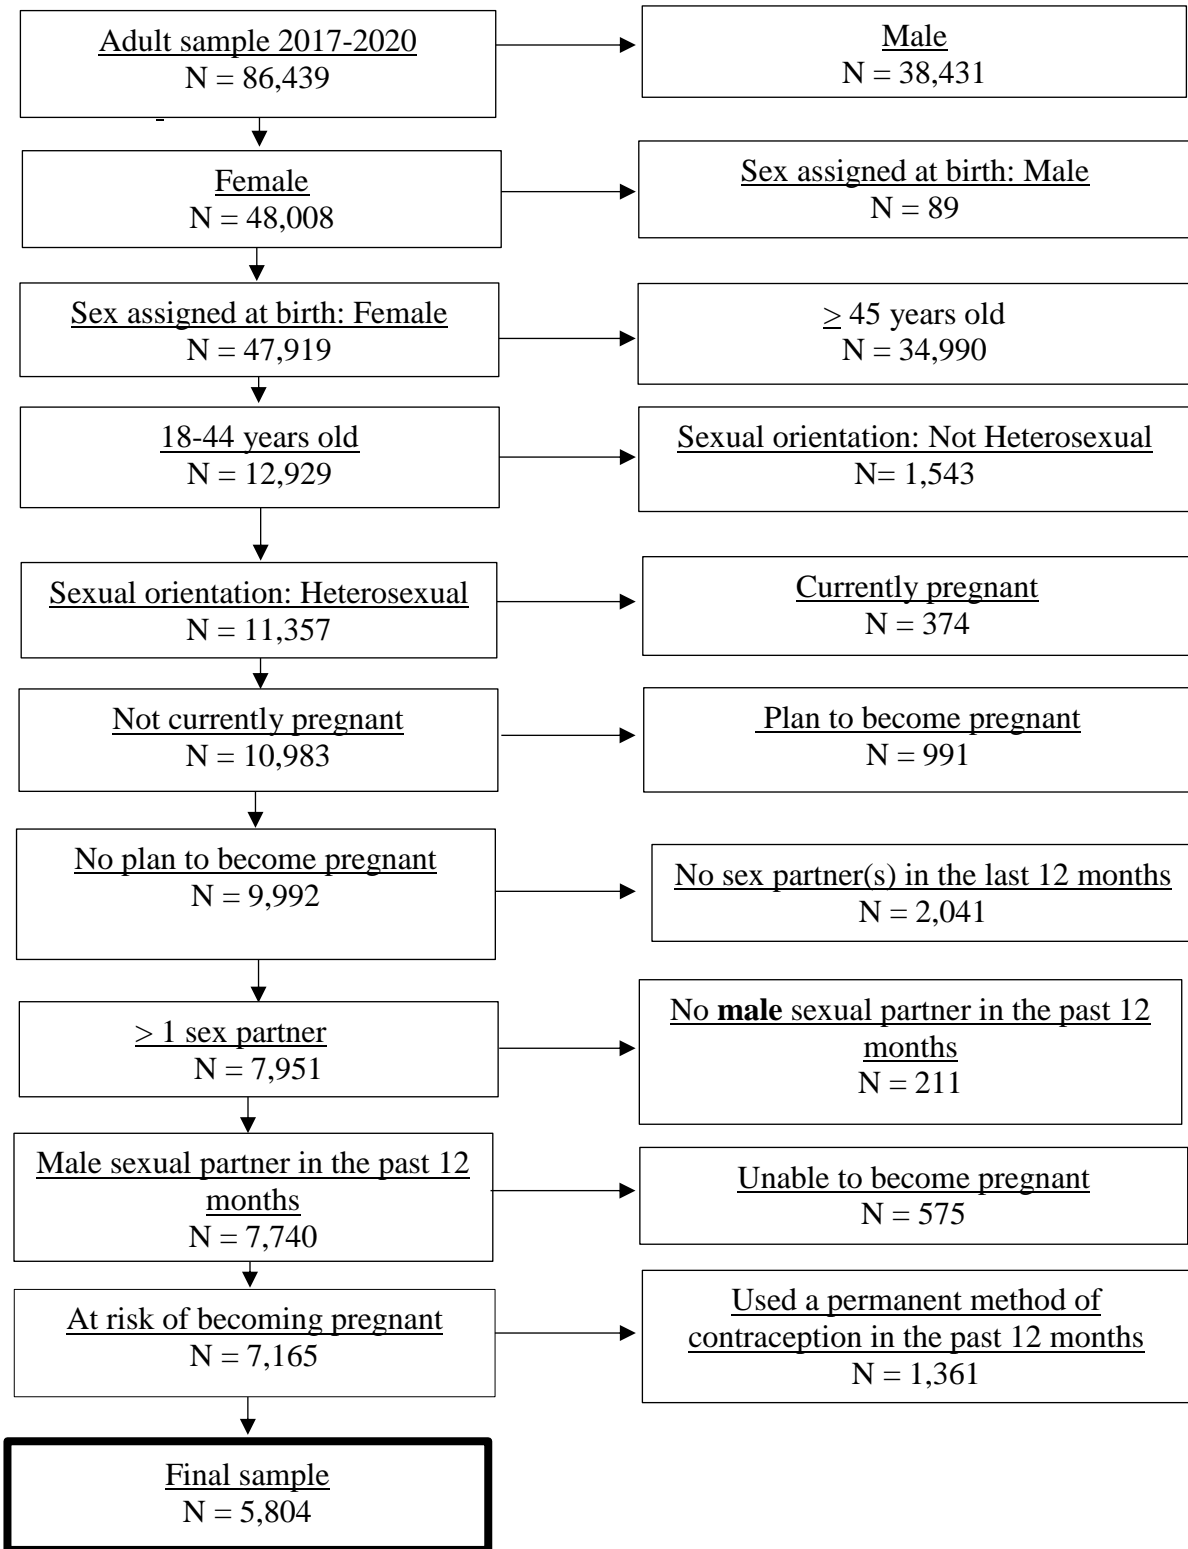 Adult sample 2017-2020
N = 86,439
Male
N = 38,431
Female
N = 48,008
Sex assigned at birth: Male
N = 89
Sex assigned at birth: Female
N = 47,919
≥ 45 years old
N = 34,990
18-44 years old
N = 12,929
Sexual orientation: Not Heterosexual
N= 1,543
Sexual orientation: Heterosexual
N = 11,357
Currently pregnant
N = 374
Not currently pregnant
N = 10,983
Plan to become pregnant
N = 991
No plan to become pregnant
N = 9,992
No sex partner(s) in the last 12 months
N = 2,041
> 1 sex partner
N = 7,951
No male sexual partner in the past 12
months
N = 211
Male sexual partner in the past 12
months
N = 7,740
Unable to become pregnant
N = 575
At risk of becoming pregnant
N = 7,165
Used a permanent method of
contraception in the past 12 months
N = 1,361
Final sample
N = 5,804